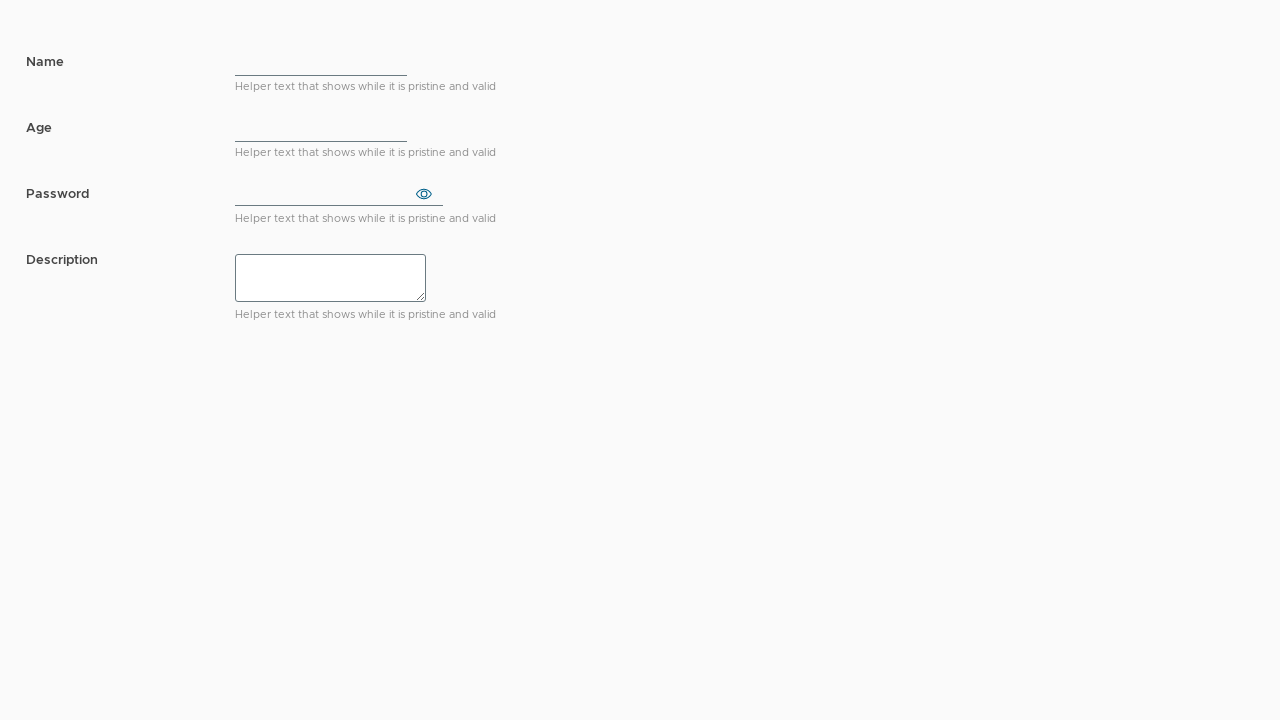 Name
Helper text that shows while it is pristine and valid
Age
Helper text that shows while it is pristine and valid
Password
Helper text that shows while it is pristine and valid
Description
Helper text that shows while it is pristine and valid